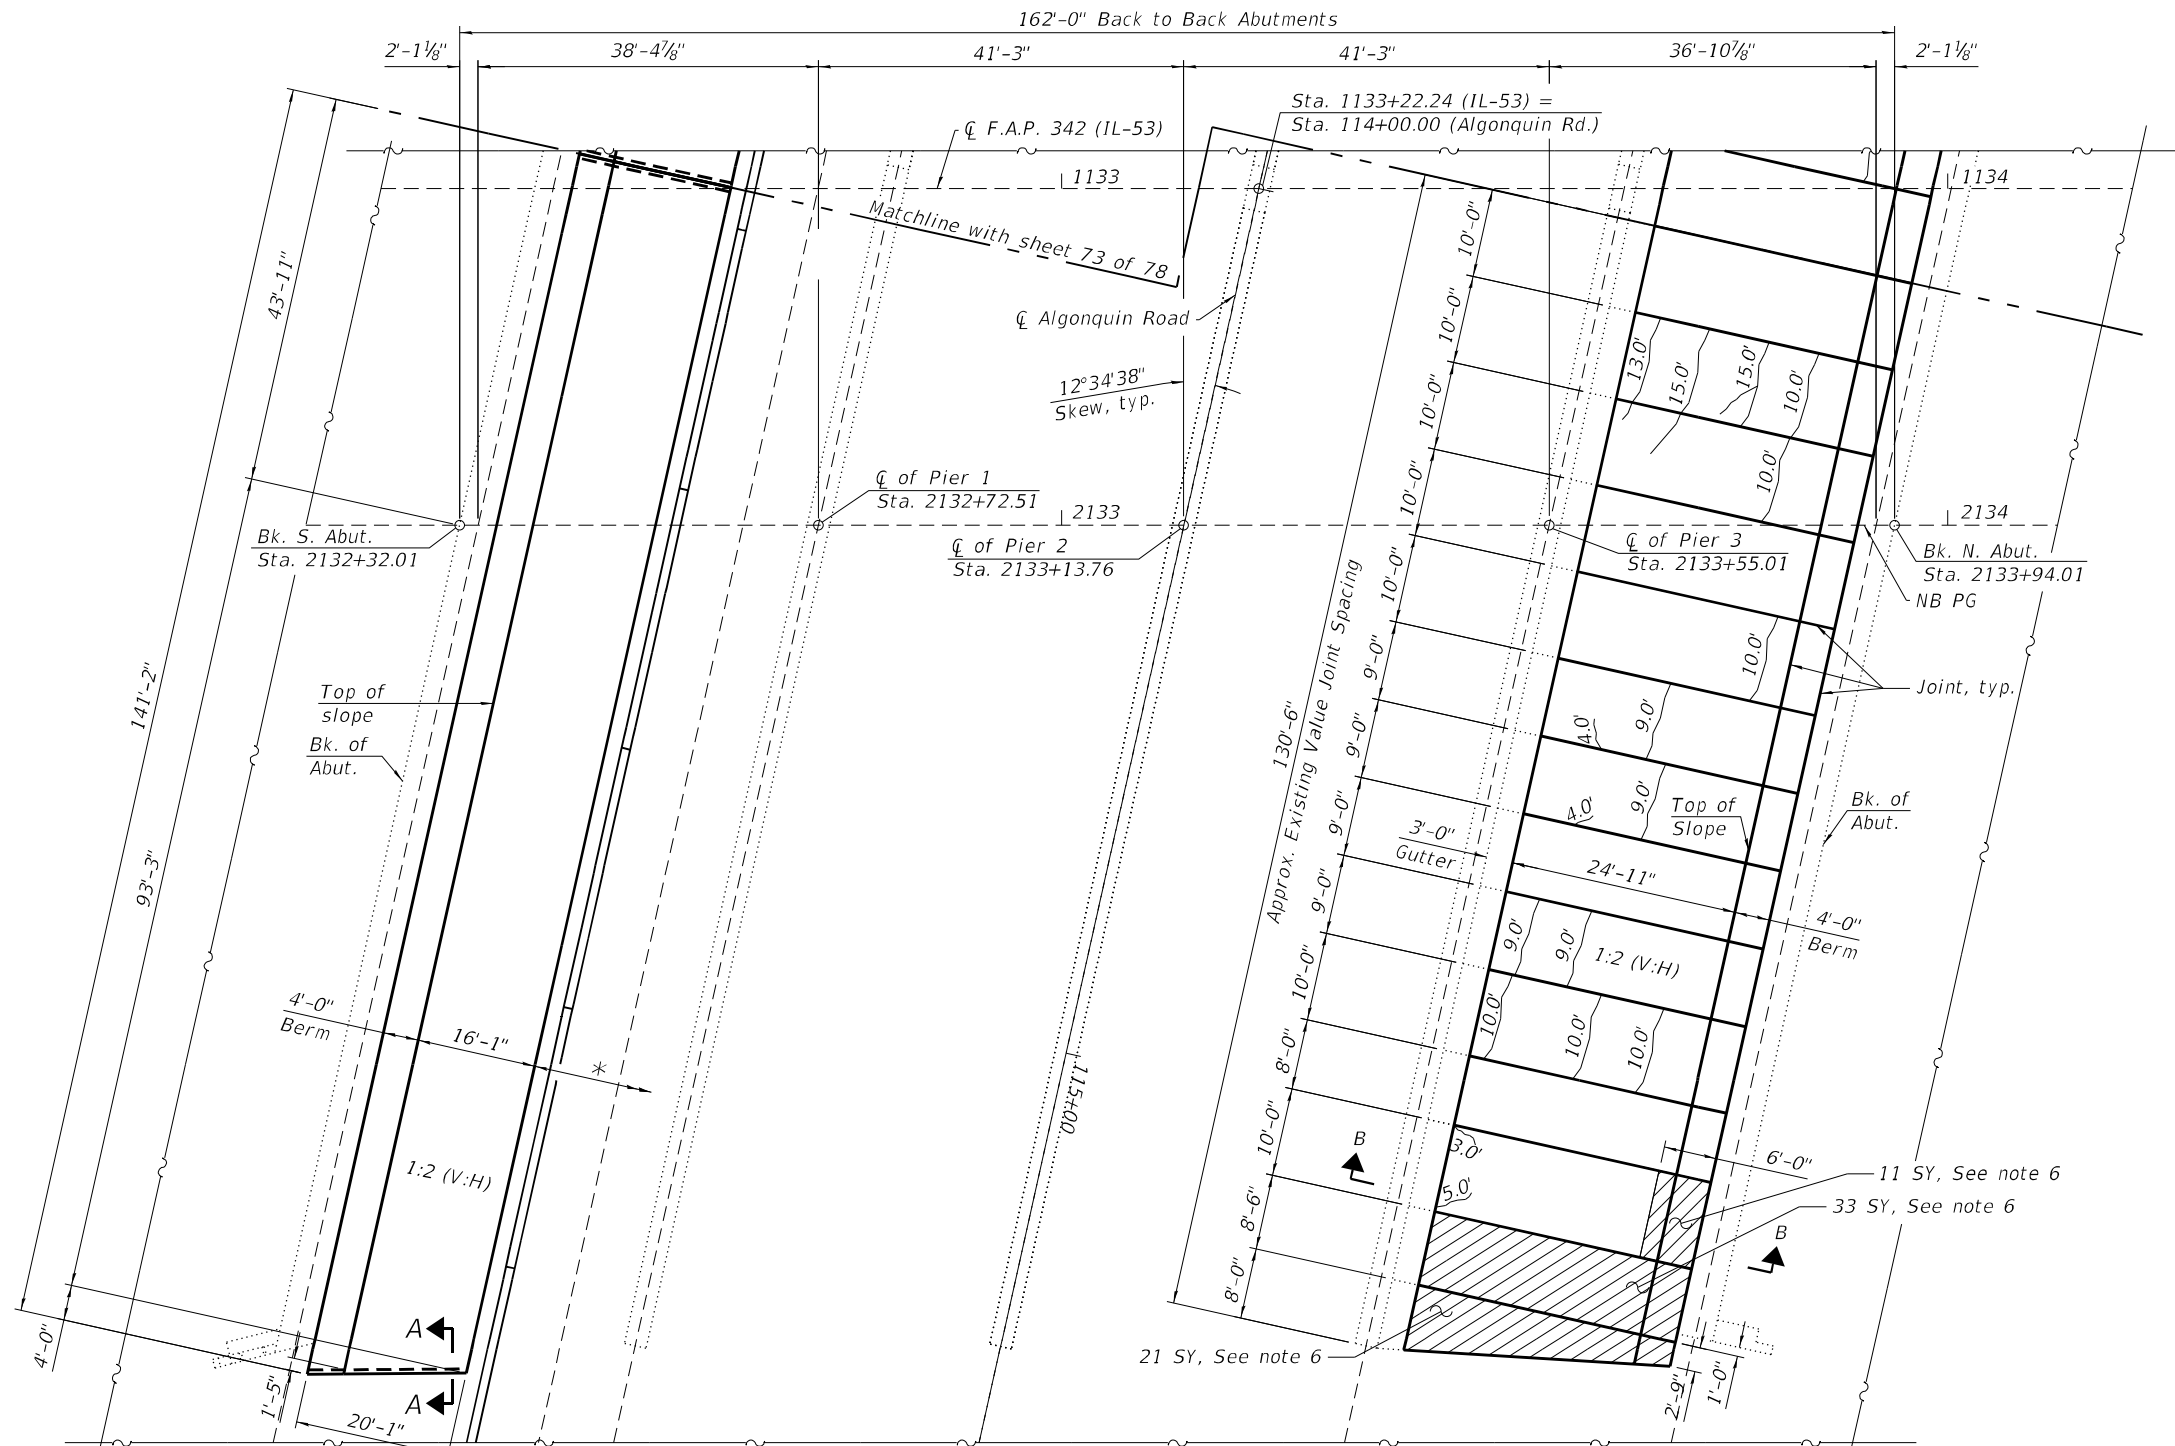 162'-0" Back to Back Abutments
2'-1⅛"
38'-4⅞"
41'-3"
41'-3"
36'-10⅞"
2'-1⅛"
Sta. 1133+22.24 (IL-53) =
Sta. 114+00.00 (Algonquin Rd.)
℄ F.A.P. 342 (IL-53)
1133
1134
Matchline with sheet 73 of 78
43'-11"
10'-0"
10'-0"
10'-0"
10'-0"
10'-0"
9'-0"
9'-0"
9'-0"
9'-0"
10'-0"
8'-0"
10'-0"
8'-6"
8'-0"
℄ Algonquin Road
12°34'38"
Skew, typ.
13.0'
15.0'
15.0'
10.0'
10.0'
℄ of Pier 1
Sta. 2132+72.51
2133
2134
Bk. S. Abut.
Sta. 2132+32.01
℄ of Pier 2
Sta. 2133+13.76
℄ of Pier 3
Sta. 2133+55.01
Bk. N. Abut.
Sta. 2133+94.01
NB PG
141'-2"
Top of
slope
Bk. of
Abut.
130'-6"
Approx. Existing Value Joint Spacing
10.0'
Joint, typ.
4.0'
9.0'
4.0'
9.0'
Top of
Slope
Bk. of
Abut.
3'-0"
Gutter
24'-11"
4'-0"
Berm
93'-3"
9.0'
9.0'
1:2 (V:H)
10.0'
10.0'
10.0'
4'-0"
Berm
16'-1"
*
115+00
1:2 (V:H)
B
3.0'
5.0'
6'-0"
11 SY, See note 6
33 SY, See note 6
B
4'-0"
A
A
21 SY, See note 6
1'-5"
20'-1"
2'-9"
1'-0"